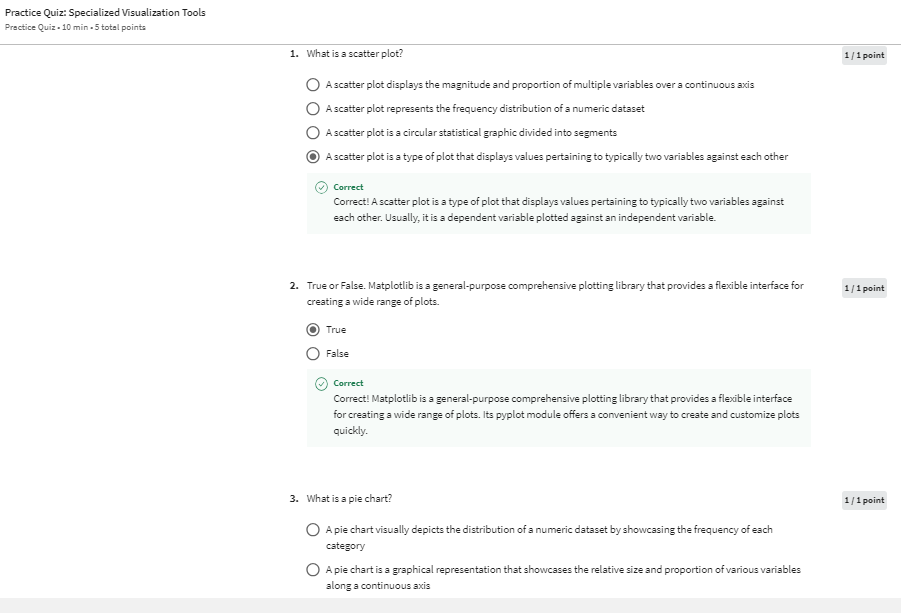 Practice Quiz: Specialized Visualization Tools
Practice Quiz • 10 min • 5 total points
1. What is a scatter plot?
1 / 1 point
A scatter plot displays the magnitude and proportion of multiple variables over a continuous axis
A scatter plot represents the frequency distribution of a numeric dataset
A scatter plot is a circular statistical graphic divided into segments
A scatter plot is a type of plot that displays values pertaining to typically two variables against each other
Correct
Correct! A scatter plot is a type of plot that displays values pertaining to typically two variables against
each other. Usually, it is a dependent variable plotted against an independent variable.
2. True or False. Matplotlib is a general-purpose comprehensive plotting library that provides a flexible interface for
creating a wide range of plots.
1 / 1 point
True
False
Correct
Correct! Matplotlib is a general-purpose comprehensive plotting library that provides a flexible interface
for creating a wide range of plots. Its pyplot module offers a convenient way to create and customize plots
quickly.
3. What is a pie chart?
1 / 1 point
A pie chart visually depicts the distribution of a numeric dataset by showcasing the frequency of each
category
A pie chart is a graphical representation that showcases the relative size and proportion of various variables
along a continuous axis